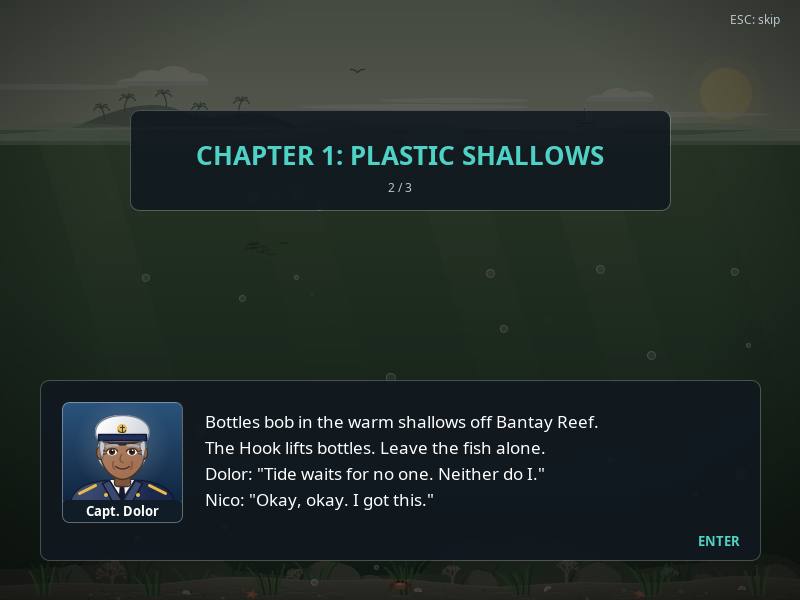 ESC: skip
CHAPTER 1: PLASTIC SHALLOWS
2 / 3
Bottles bob in the warm shallows off Bantay Reef.
The Hook lifts bottles. Leave the fish alone.
Dolor: "Tide waits for no one. Neither do I."
Nico: "Okay, okay. I got this."
Capt. Dolor
ENTER